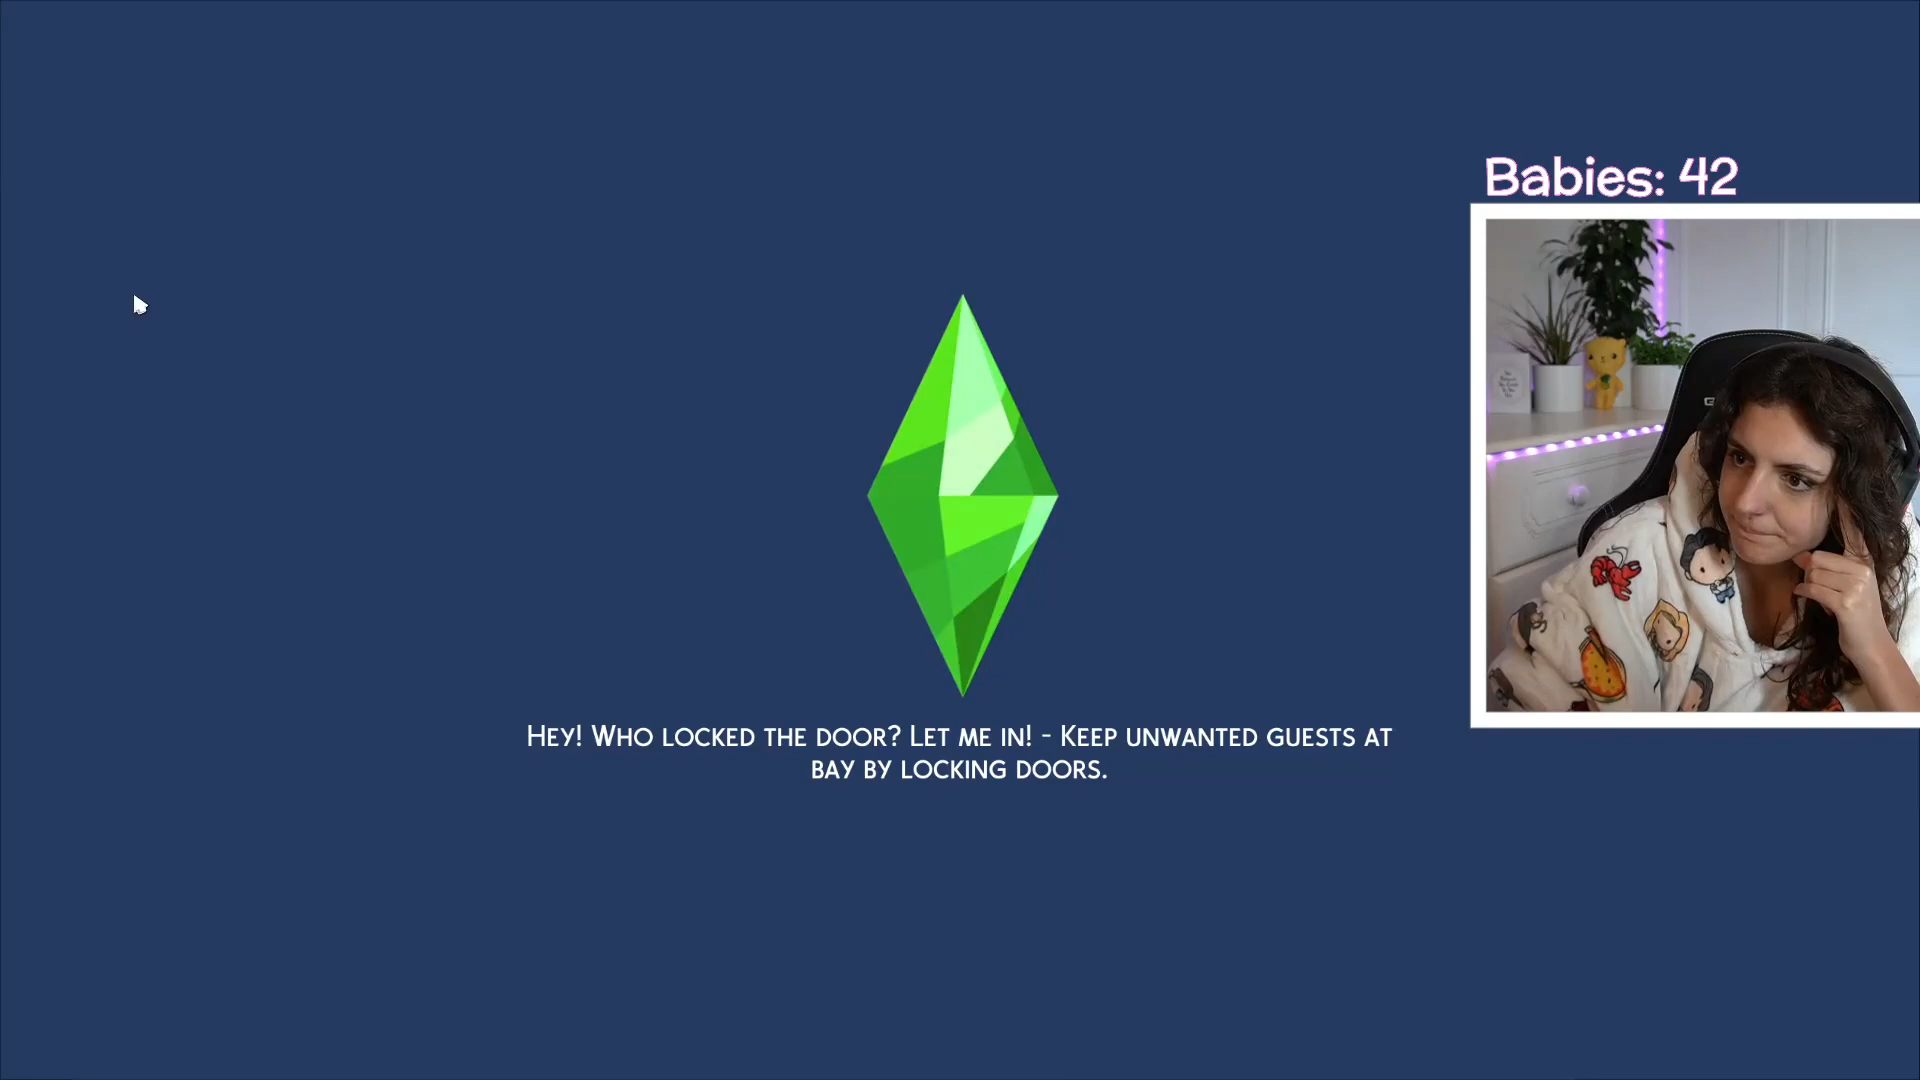 Babies: 42
Hey! Who locked the door? Let me in! - Keep unwanted guests at
bay by locking doors.